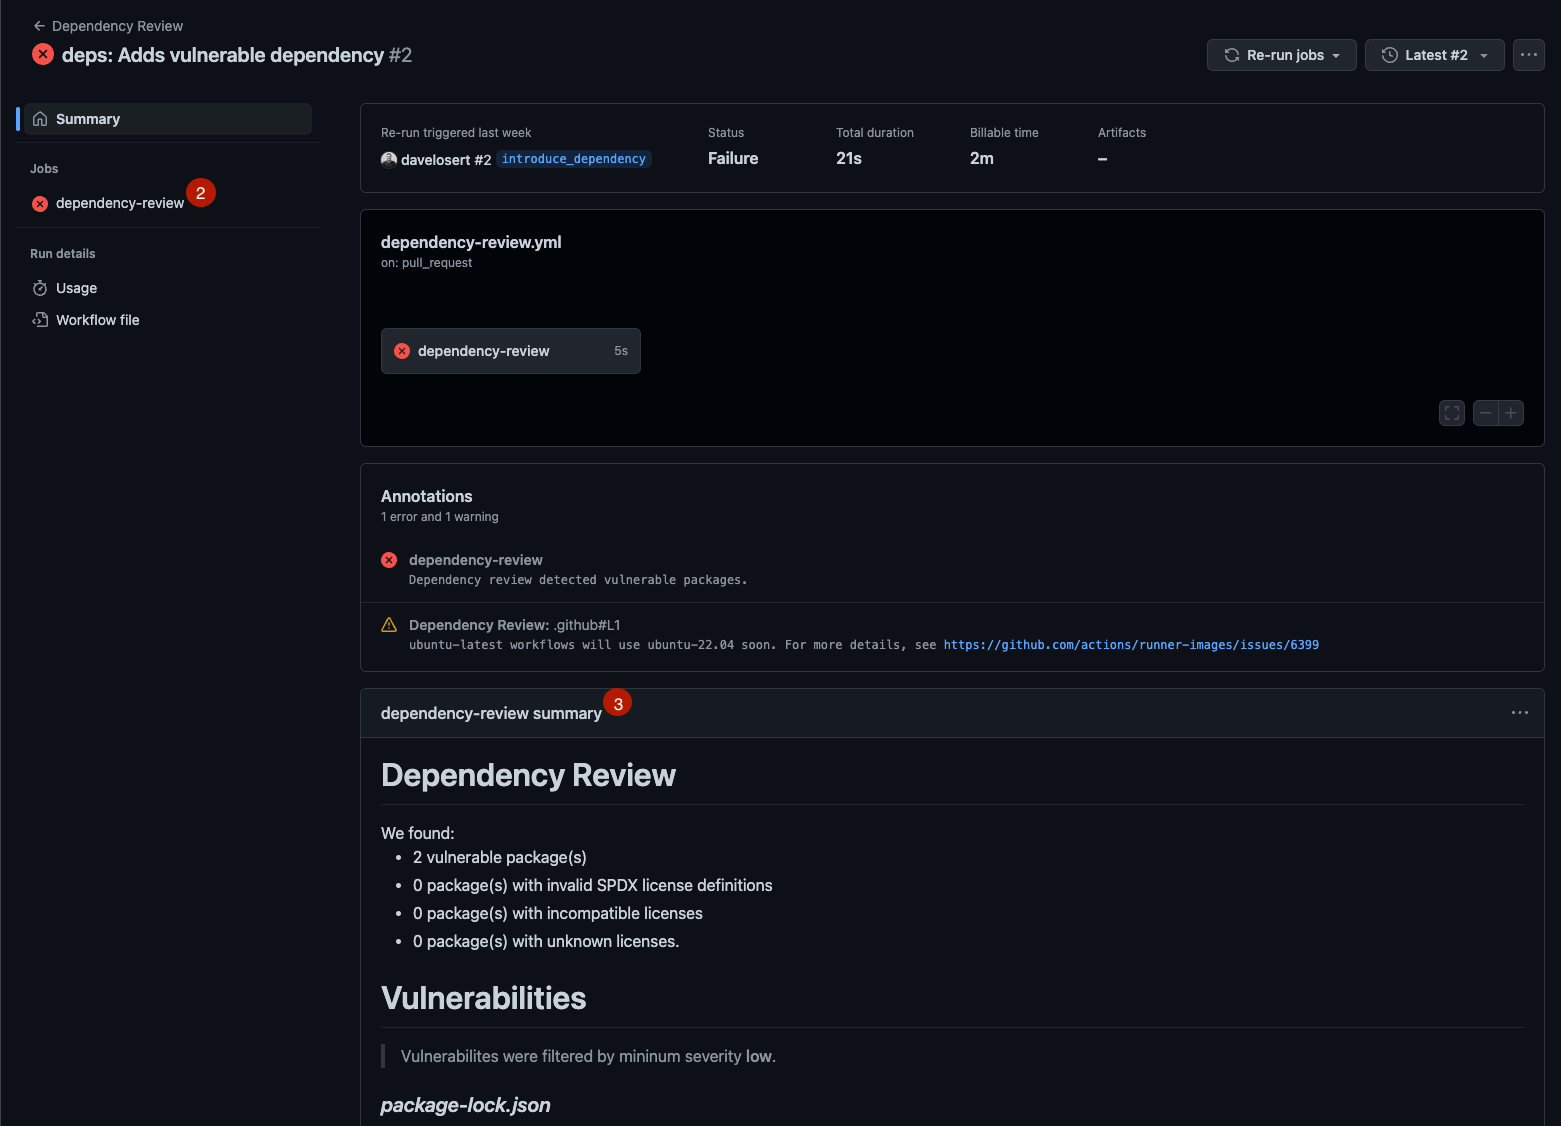 Dependency Review
deps: Adds vulnerable dependency #2
Re-run jobs
Latest #2
Summary
Jobs
dependency-review
2
Run details
Usage
Workflow file
Re-run triggered last week
davelosert #2 introduce_dependency
Status
Failure
Total duration
21s
Billable time
2m
Artifacts
–
dependency-review.yml
on: pull_request
dependency-review 5s
Annotations
1 error and 1 warning
dependency-review
Dependency review detected vulnerable packages.
Dependency Review: .github#L1
ubuntu-latest workflows will use ubuntu-22.04 soon. For more details, see https://github.com/actions/runner-images/issues/6399
dependency-review summary
3
Dependency Review
We found:
• 2 vulnerable package(s)
• 0 package(s) with invalid SPDX license definitions
• 0 package(s) with incompatible licenses
• 0 package(s) with unknown licenses.
Vulnerabilities
Vulnerabilites were filtered by mininum severity low.
package-lock.json